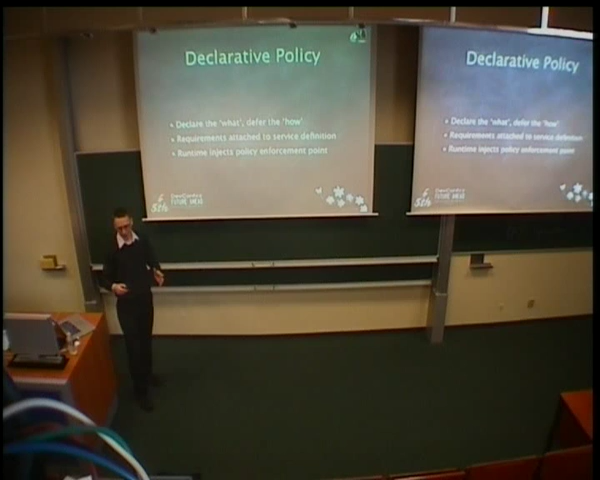 Declarative Policy
• Declare the 'what', defer the 'how'
• Requirements attached to service definition
• Runtime injects policy enforcement point
Declarative Policy
• Declare the 'what', defer the 'how'
• Requirements attached to service definition
• Runtime injects policy enforcement point